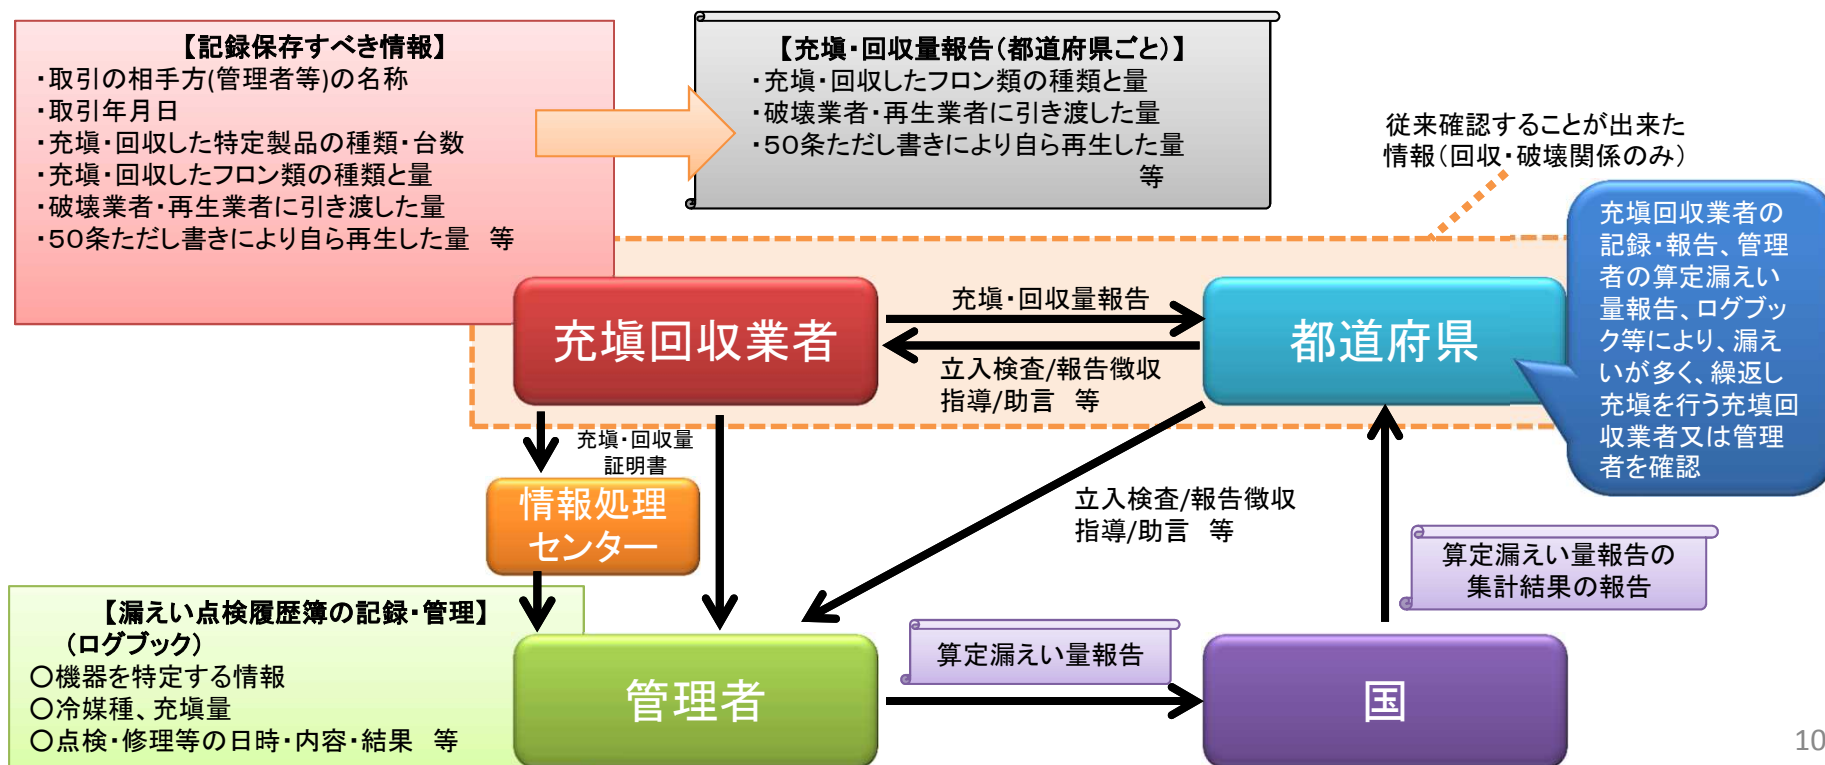 【記録保存すべき情報】
・取引の相手方(管理者等)の名称
・取引年月日
・充塡・回収した特定製品の種類・台数
・充塡・回収したフロン類の種類と量
・破壊業者・再生業者に引き渡した量
・50条ただし書きにより自ら再生した量　等
【充塡・回収量報告(都道府県ごと)】
・充塡・回収したフロン類の種類と量
・破壊業者・再生業者に引き渡した量
・50条ただし書きにより自ら再生した量
等
従来確認することが出来た
情報(回収・破壊関係のみ)
充塡回収業者の
記録・報告、管理
者の算定漏えい
量報告、ログブッ
ク等により、漏え
いが多く、繰返し
充塡を行う充塡回
収業者又は管理
者を確認
充塡回収業者
充塡・回収量報告
立入検査/報告徴収
指導/助言　等
都道府県
充塡・回収量
証明書
情報処理
センター
立入検査/報告徴収
指導/助言　等
算定漏えい量報告の
集計結果の報告
【漏えい点検履歴簿の記録・管理】
(ログブック)
○機器を特定する情報
○冷媒種、充塡量
○点検・修理等の日時・内容・結果　等
管理者
算定漏えい量報告
国
10